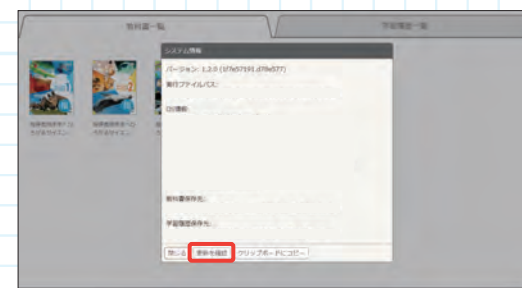 教科書一覧
学習履歴一覧
システム情報
バージョン: 1.2.0
実行ファイルパス:
OS情報:
教科書保存先:
学習履歴保存先:
閉じる 更新を確認 クリップボードにコピー